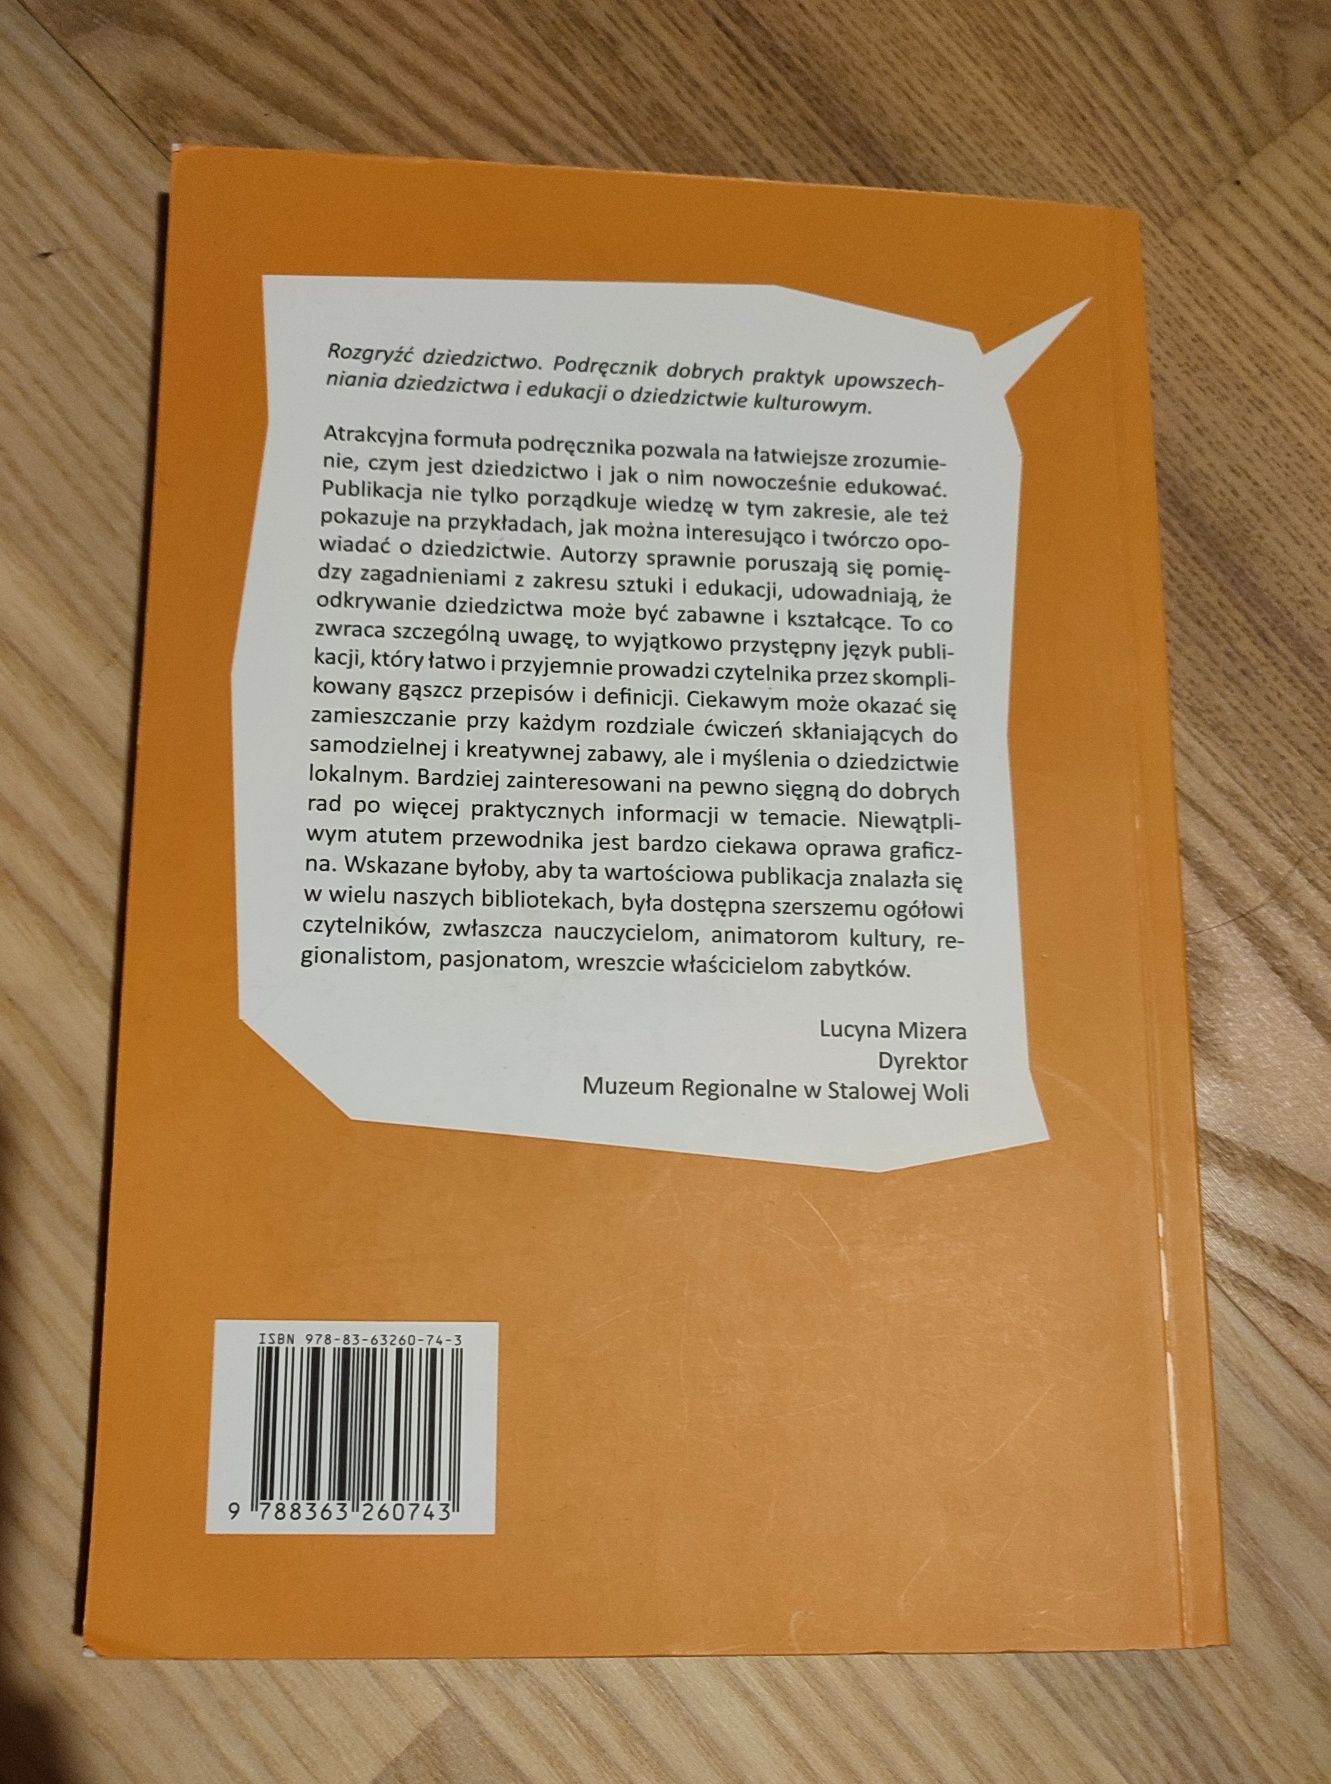 Rozgryźć dziedzictwo. Podręcznik dobrych praktyk upowszech-
niania dziedzictwa i edukacji o dziedzictwie kulturowym.
Atrakcyjna formuła podręcznika pozwala na łatwiejsze zrozumie-
nie, czym jest dziedzictwo i jak o nim nowocześnie edukować.
Publikacja nie tylko porządkuje wiedzę w tym zakresie, ale też
pokazuje na przykładach, jak można interesująco i twórczo opo-
wiadać o dziedzictwie. Autorzy sprawnie poruszają się pomię-
dzy zagadnieniami z zakresu sztuki i edukacji, udowadniają, że
odkrywanie dziedzictwa może być zabawne i kształcące. To co
zwraca szczególną uwagę, to wyjątkowo przystępny język publi-
kacji, który łatwo i przyjemnie prowadzi czytelnika przez skompli-
kowany gąszcz przepisów i definicji. Ciekawym może okazać się
zamieszczanie przy każdym rozdziale ćwiczeń skłaniających do
samodzielnej i kreatywnej zabawy, ale i myślenia o dziedzictwie
lokalnym. Bardziej zainteresowani na pewno sięgną do dobrych
rad po więcej praktycznych informacji w temacie. Niewątpli-
wym atutem przewodnika jest bardzo ciekawa oprawa graficz-
na. Wskazane byłoby, aby ta wartościowa publikacja znalazła się
w wielu naszych bibliotekach, była dostępna szerszemu ogółowi
czytelników, zwłaszcza nauczycielom, animatorom kultury, re-
gionalistom, pasjonatom, wreszcie właścicielom zabytków.
Lucyna Mizera
Dyrektor
Muzeum Regionalne w Stalowej Woli
ISBN 978-83-63260-74-3
9 788363 260743